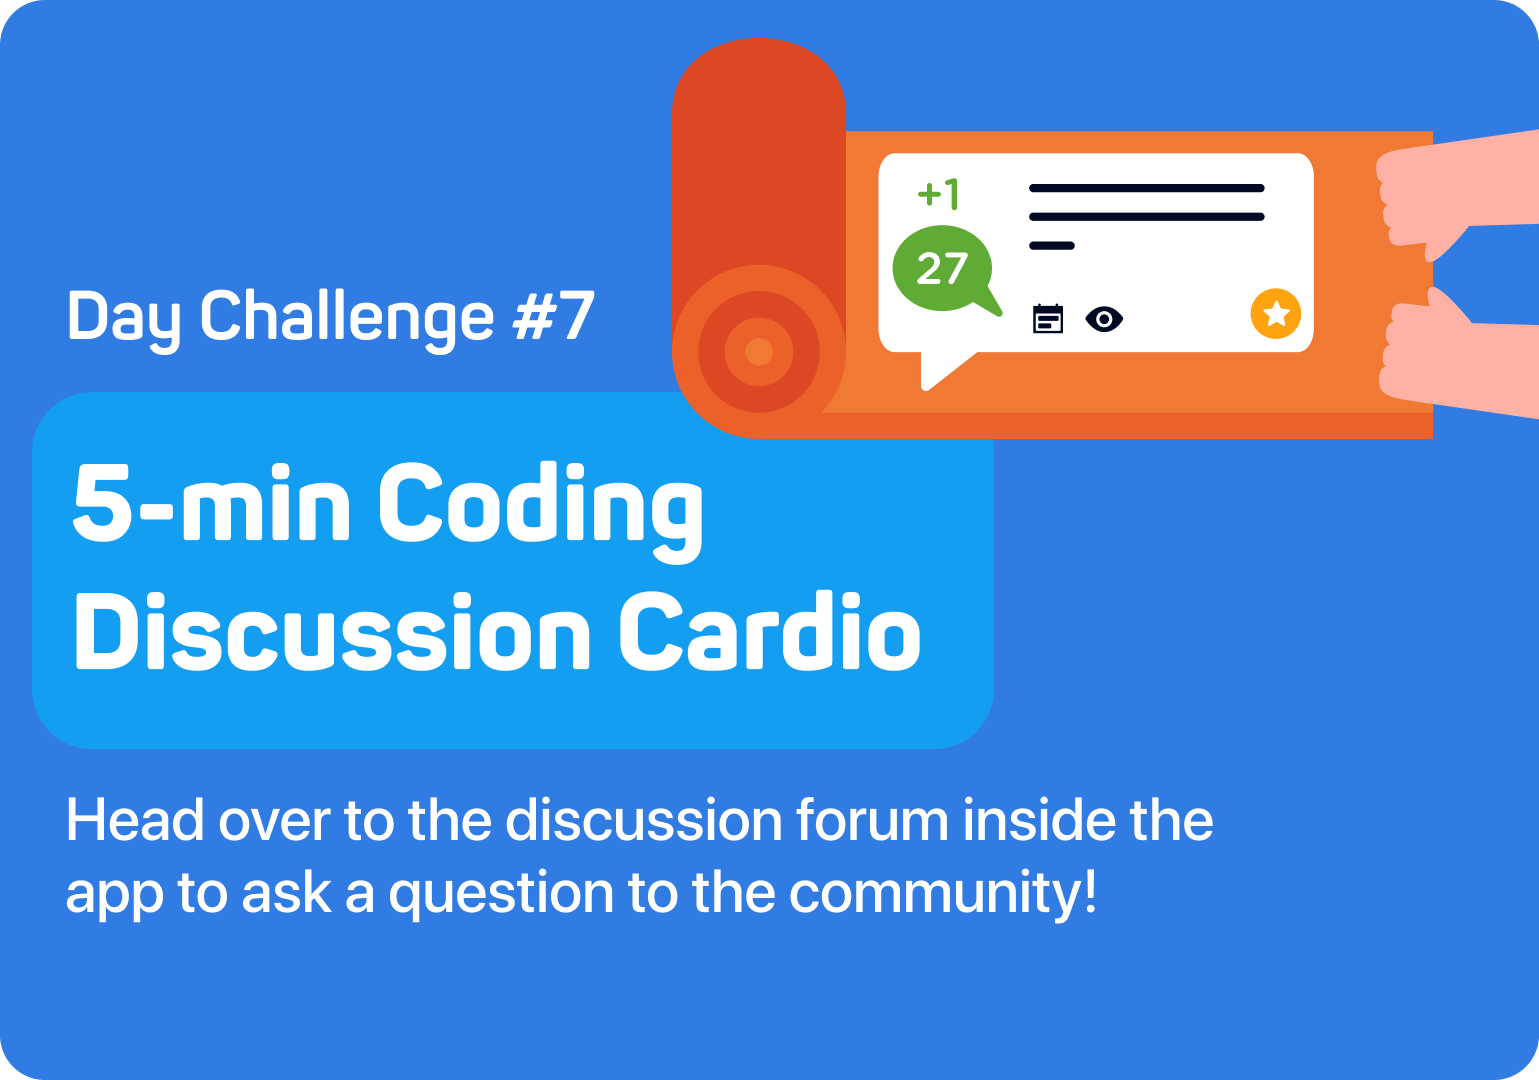 +1
27
Day Challenge #7
5-min Coding
Discussion Cardio
Head over to the discussion forum inside the
app to ask a question to the community!